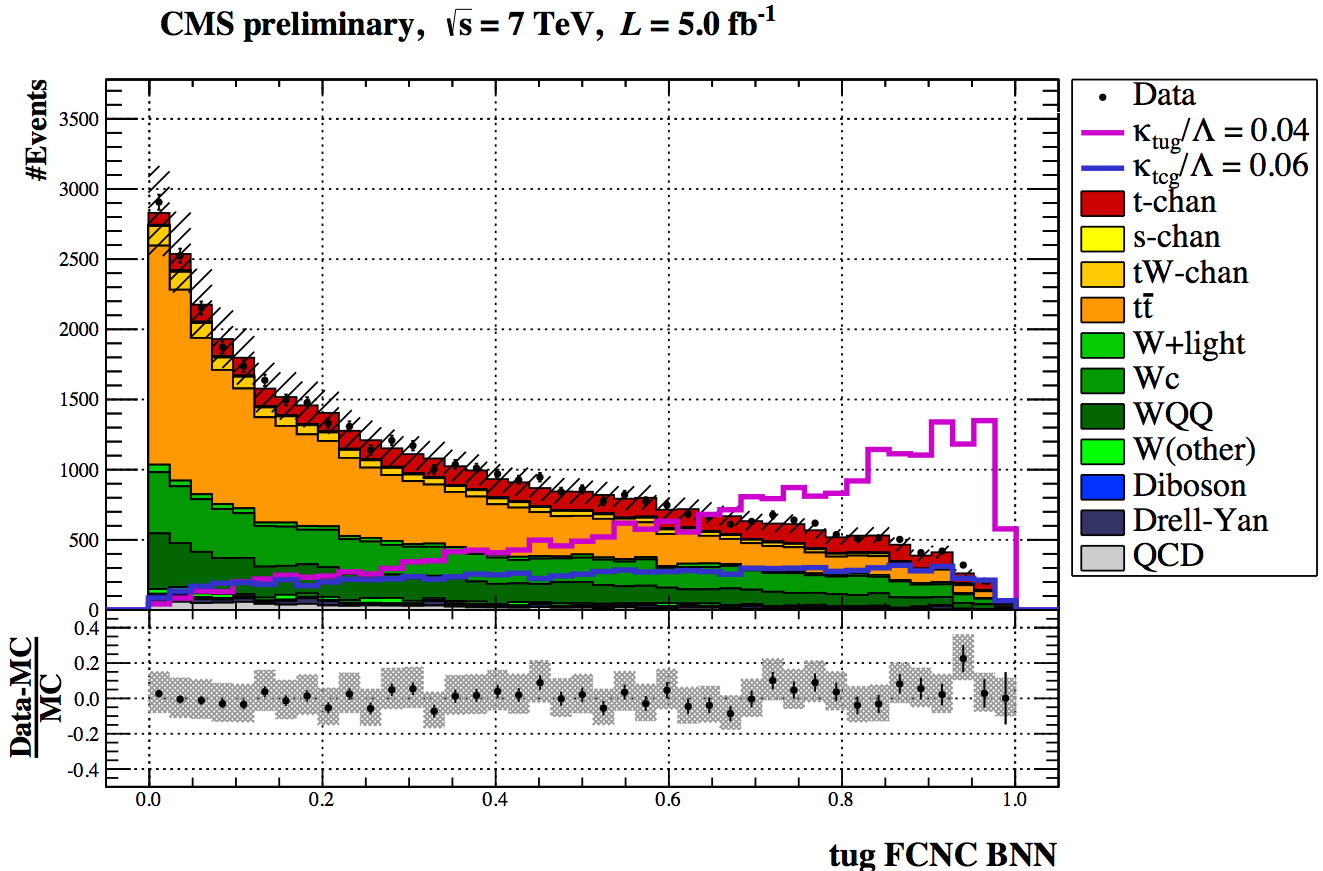 CMS preliminary, √s = 7 TeV, L = 5.0 fb⁻¹
#Events
3500
3000
2500
2000
1500
1000
500
0
Data
κtug/Λ = 0.04
κtcg/Λ = 0.06
t-chan
s-chan
tW-chan
tt̄
W+light
Wc
WQQ
W(other)
Diboson
Drell-Yan
QCD
Data-MC
MC
0.4
0.2
0.0
-0.2
-0.4
0.0 0.2 0.4 0.6 0.8 1.0
tug FCNC BNN